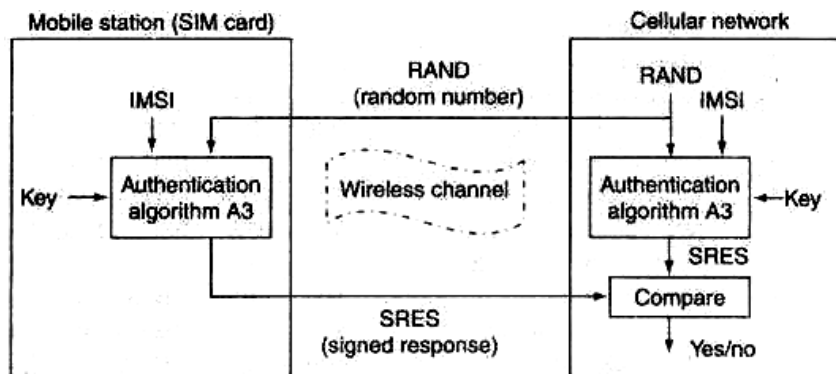 Mobile station (SIM card)
Cellular network
RAND
(random number)
RAND
IMSI
IMSI
Key
Authentication
algorithm A3
Wireless channel
Authentication
algorithm A3
Key
SRES
Compare
SRES
(signed response)
Yes/no